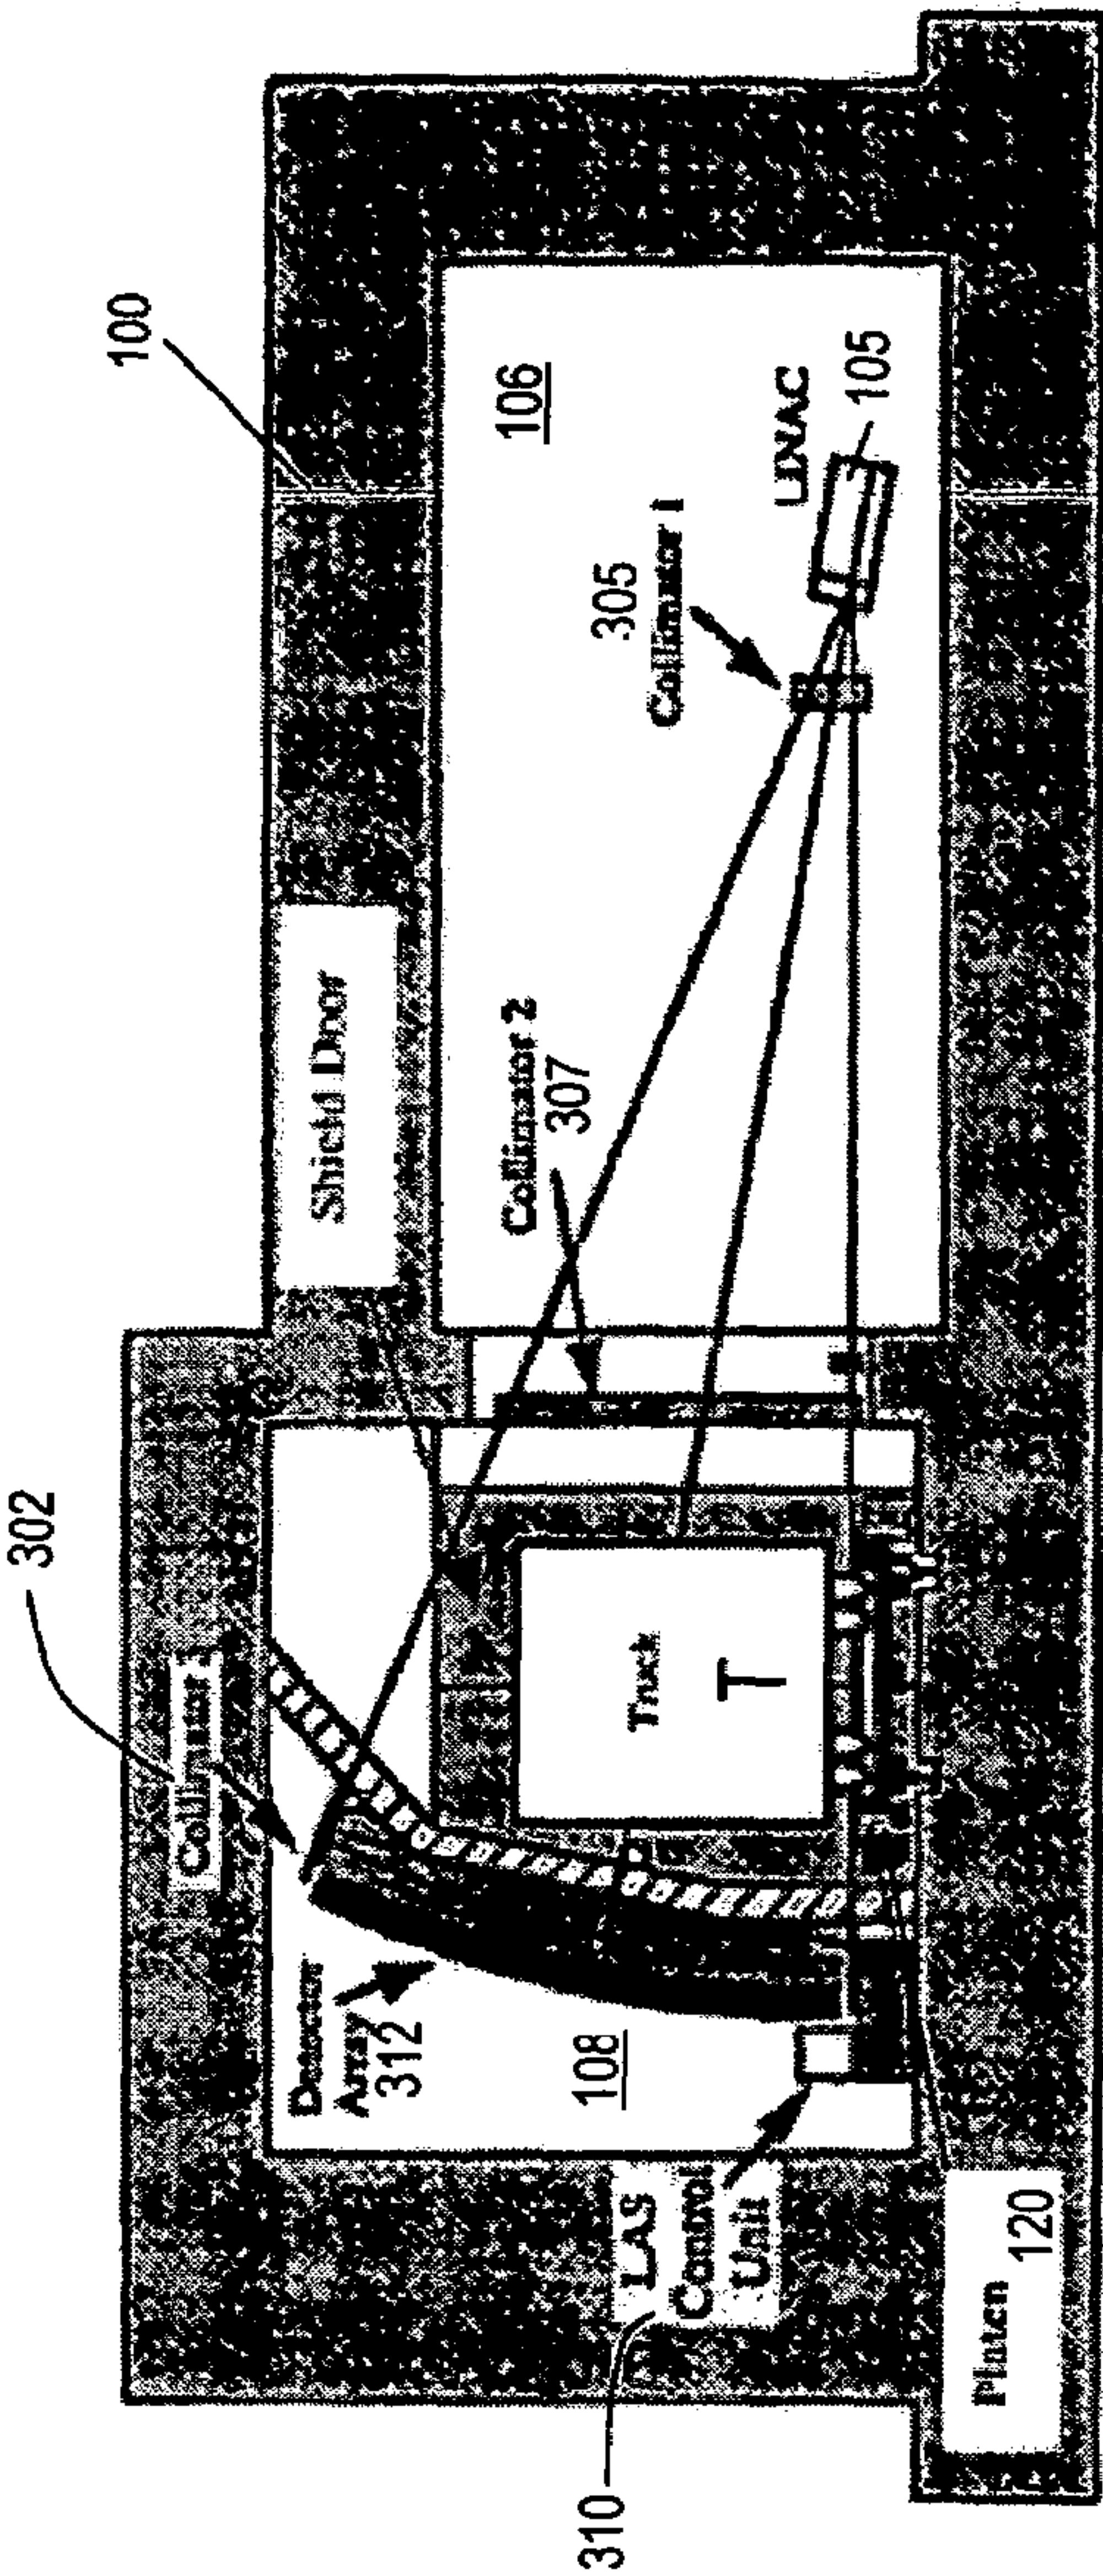 100
302
Collimator
Shield Door
Detector
Array
312
Collimator 2
307
106
305
Collimator 1
LINAC
105
Truck
T
108
310
LAS
Control
Unit
Platen
120